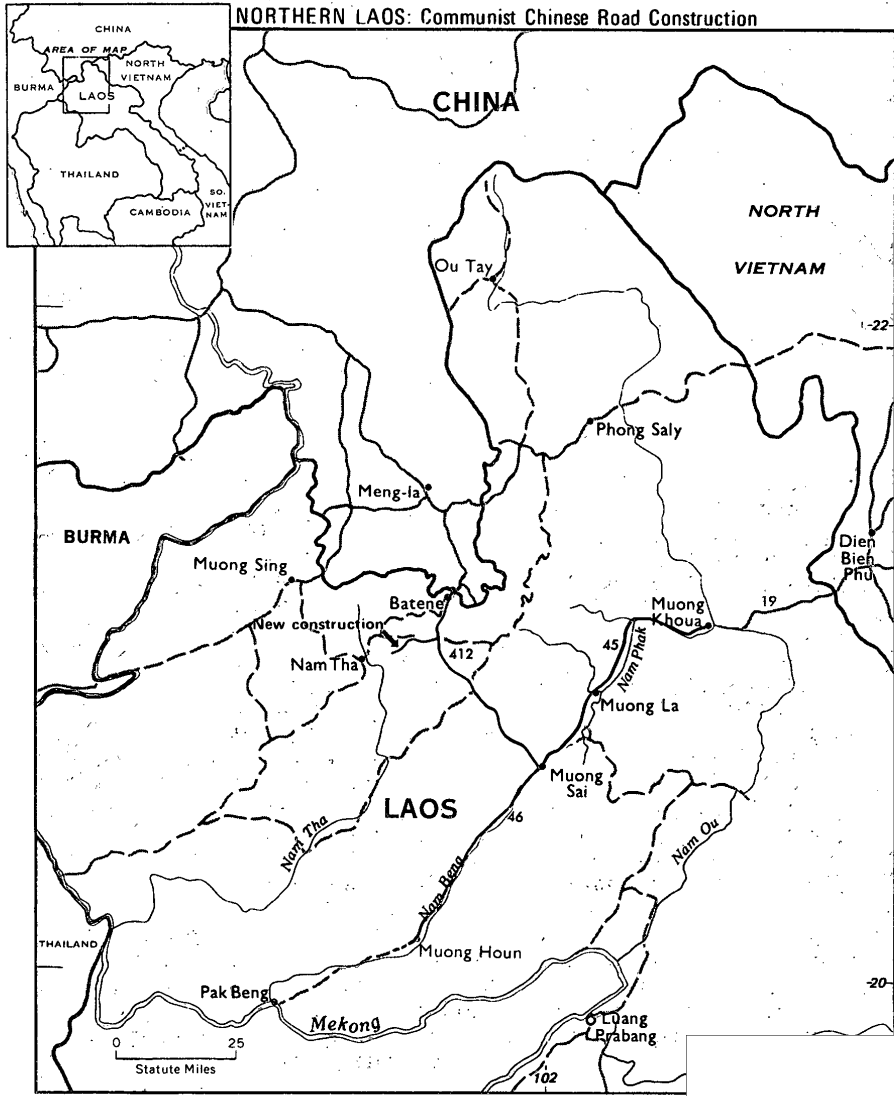 NORTHERN LAOS: Communist Chinese Road Construction
CHINA
AREA OF MAP
NORTH
VIETNAM
BURMA
LAOS
THAILAND
SO.
VIET-
NAM
CAMBODIA
CHINA
NORTH
VIETNAM
Ou Tay
22
Phong Saly
Meng-la
BURMA
Dien
Bien
Phu
Muong Sing
Batene
Muong
Khoua
19
New construction
45
Nam Phak
412
Nam Tha
Muong La
Muong
Sai
LAOS
46
Nam Tha
Nam Ou
Nam Beng
THAILAND
Muong Houn
20
Pak Beng
Mekong
Luang
Prabang
0 25
Statute Miles
102